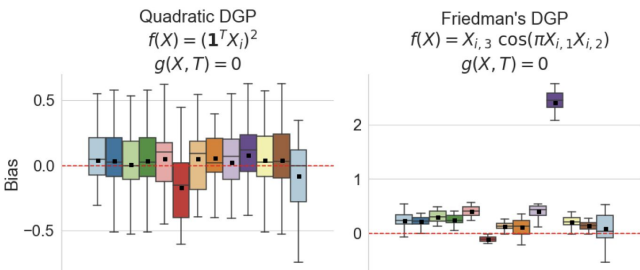 Quadratic DGP
f(X) = (𝟏ᵀXᵢ)²
g(X, T) = 0
Bias
0.5
0.0
−0.5
Friedman's DGP
f(X) = Xᵢ,₃ cos(πXᵢ,₁Xᵢ,₂)
g(X, T) = 0
2
1
0